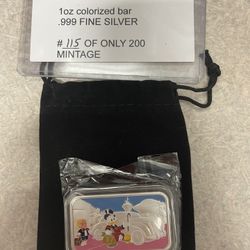 1oz colorized bar
.999 FINE SILVER
# 115 OF ONLY 200
MINTAGE